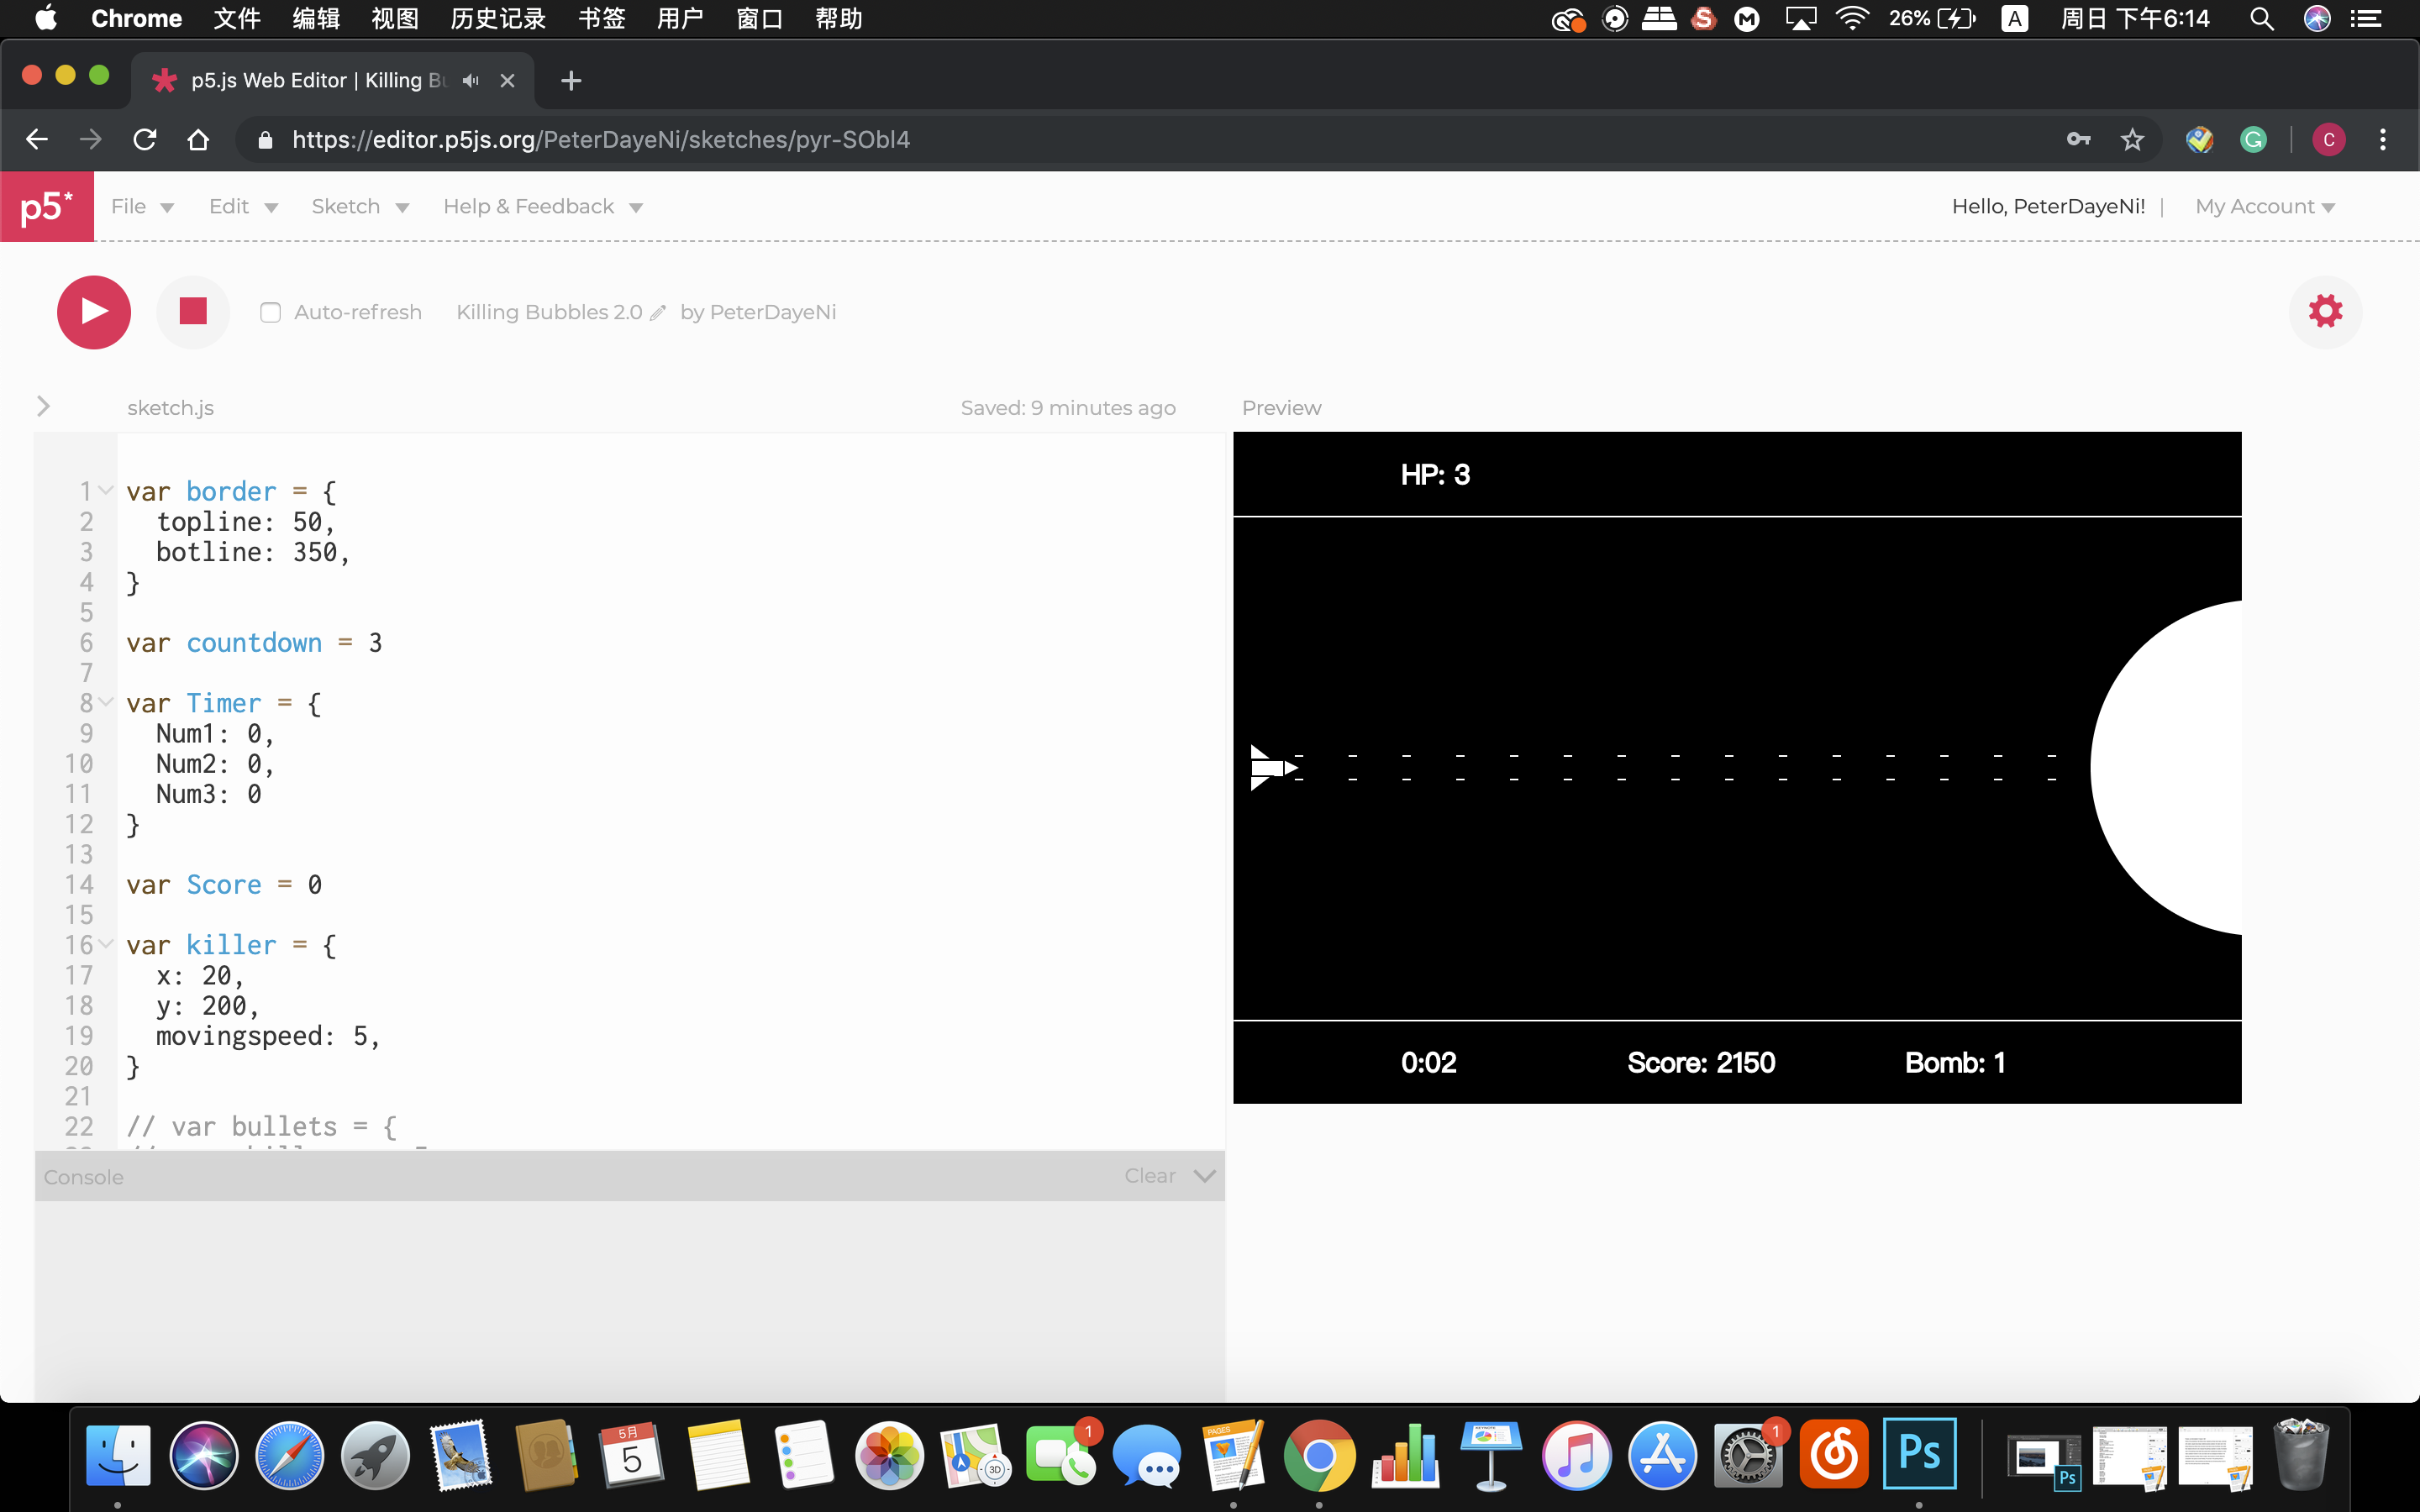 Chrome 文件 编辑 视图 历史记录 书签 用户 窗口 帮助 26% A 周日 下午6:14
p5.js Web Editor | Killing
https://editor.p5js.org/PeterDayeNi/sketches/pyr-SObl4 C
p5* File Edit Sketch Help & Feedback Hello, PeterDayeNi! | My Account
Auto-refresh Killing Bubbles 2.0 by PeterDayeNi
sketch.js Saved: 9 minutes ago Preview
1 var border = {
2 topline: 50,
3 botline: 350,
4 }
5
6 var countdown = 3
7
8 var Timer = {
9 Num1: 0,
10 Num2: 0,
11 Num3: 0
12 }
13
14 var Score = 0
15
16 var killer = {
17 x: 20,
18 y: 200,
19 movingspeed: 5,
20 }
21
22 // var bullets = {
HP: 3
0:02 Score: 2150 Bomb: 1
Console Clear
5月
5
3D
1
PAGES
1
Ps
Ps